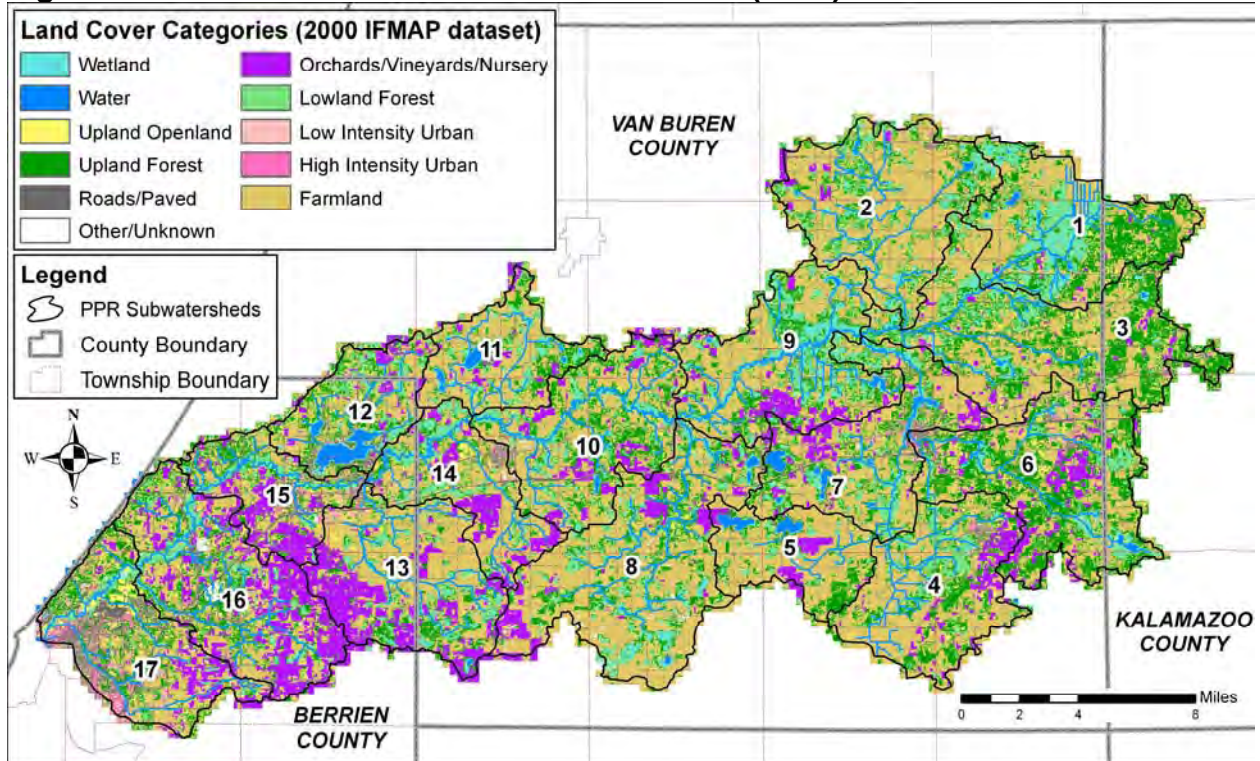 Land Cover Categories (2000 IFMAP dataset)
Wetland
Orchards/Vineyards/Nursery
Water
Lowland Forest
Upland Openland
Low Intensity Urban
Upland Forest
High Intensity Urban
Roads/Paved
Farmland
Other/Unknown
Legend
PPR Subwatersheds
County Boundary
Township Boundary
N
W
E
S
VAN BUREN
COUNTY
2
1
3
9
11
12
10
14
6
15
7
5
13
8
4
16
17
KALAMAZOO
COUNTY
BERRIEN
COUNTY
Miles
0 2 4 8